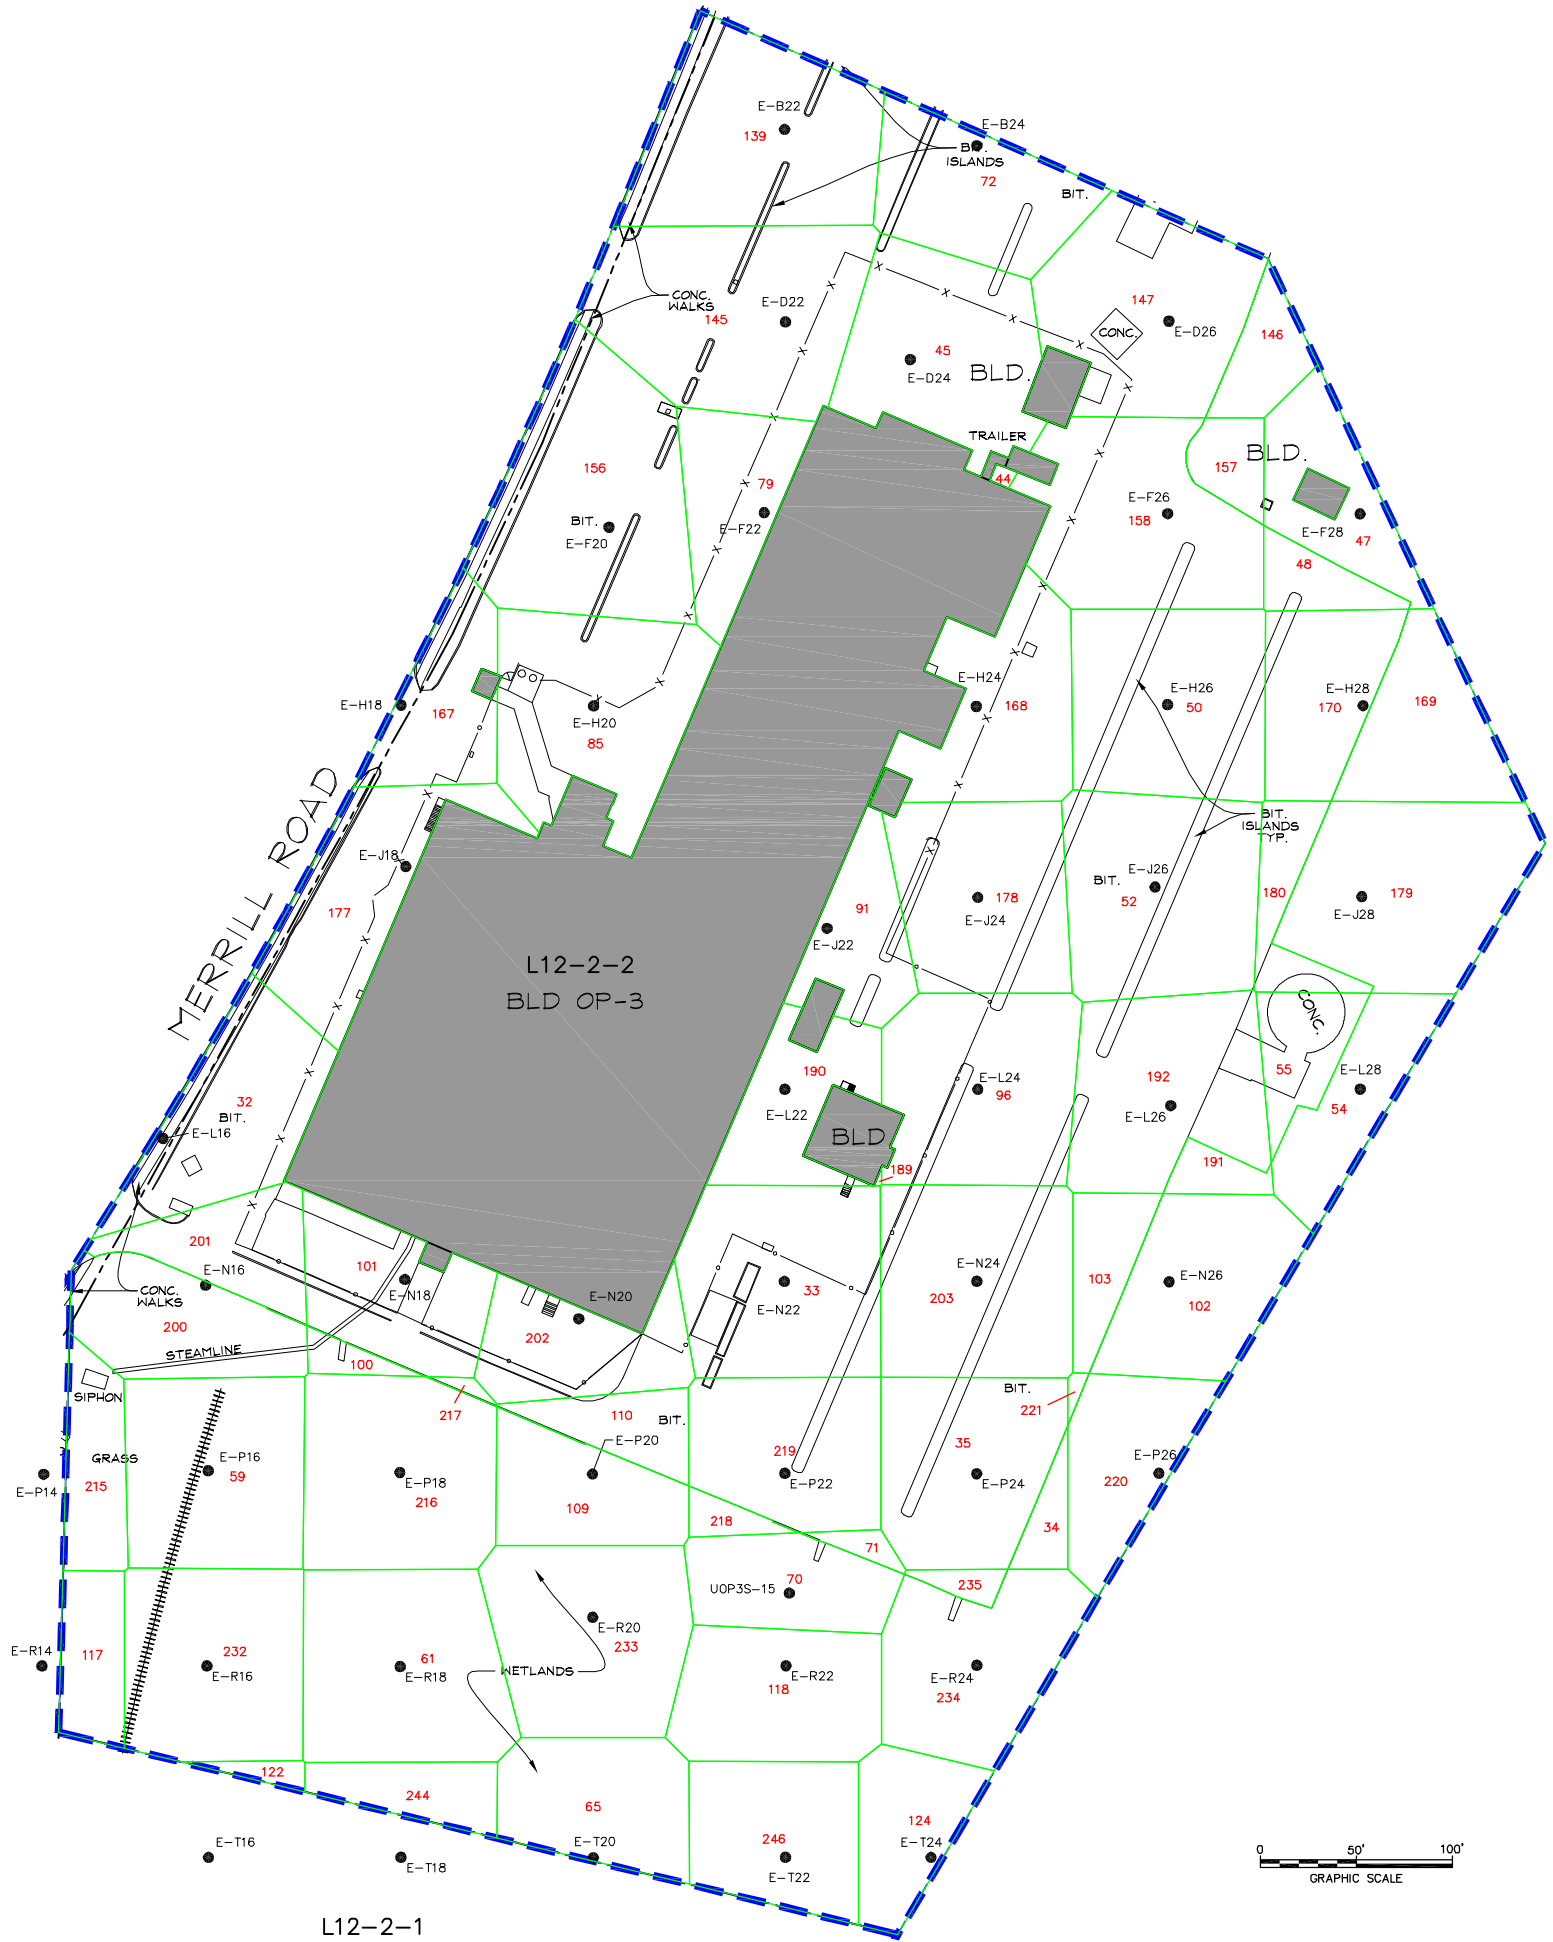 E-B22
139
E-B24
BIT.
ISLANDS
72
BIT.
CONC.
WALKS
E-D22
145
147
E-D26
146
CONC.
45
E-D24
BLD.
TRAILER
44
BLD.
157
156
79
BIT.
E-F20
E-F22
E-F26
158
E-F28
47
48
E-H18
167
E-H20
85
E-H24
168
E-H26
50
E-H28
170
169
MERRILL ROAD
BIT.
ISLANDS
TYP.
E-J18
177
91
E-J22
178
E-J24
BIT.
E-J26
52
180
179
E-J28
L12-2-2
BLD OP-3
CONC.
32
BIT.
E-L16
190
E-L22
E-L24
96
192
E-L26
55
E-L28
54
BLD
189
191
201
E-N16
101
E-N18
E-N20
202
E-N22
33
E-N24
203
103
E-N26
102
CONC.
WALKS
200
STEAMLINE
100
SIPHON
217
110
BIT.
BIT.
221
GRASS
E-P14
215
E-P16
59
E-P18
216
E-P20
109
219
E-P22
218
35
E-P24
E-P26
220
34
71
70
UOP3S-15
235
E-R14
117
232
E-R16
61
E-R18
E-R20
233
WETLANDS
E-R22
118
E-R24
234
122
244
65
246
124
E-T16
E-T18
E-T20
E-T22
E-T24
0 50' 100'
GRAPHIC SCALE
L12-2-1